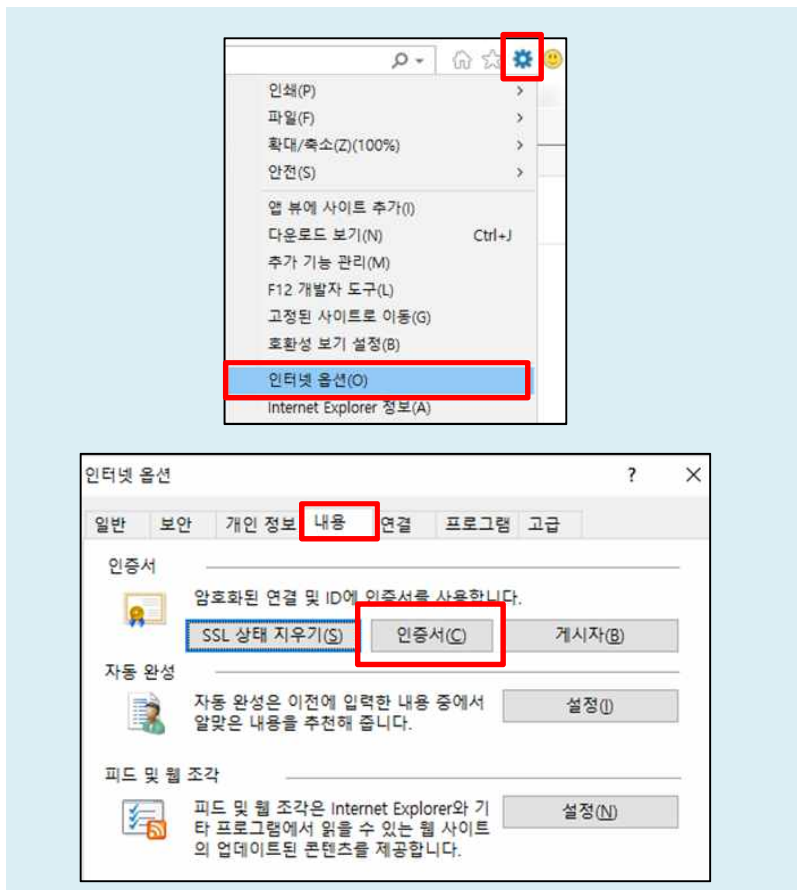 인쇄(P)
파일(F)
확대/축소(Z)(100%)
안전(S)
앱 뷰에 사이트 추가(I)
다운로드 보기(N) Ctrl+J
추가 기능 관리(M)
F12 개발자 도구(L)
고정된 사이트로 이동(G)
호환성 보기 설정(B)
인터넷 옵션(O)
Internet Explorer 정보(A)
인터넷 옵션
일반 보안 개인 정보 내용 연결 프로그램 고급
인증서
암호화된 연결 및 ID에 인증서를 사용합니다.
SSL 상태 지우기(S) 인증서(C) 게시자(B)
자동 완성
자동 완성은 이전에 입력한 내용 중에서 설정(I)
알맞은 내용을 추천해 줍니다.
피드 및 웹 조각
피드 및 웹 조각은 Internet Explorer와 기 설정(N)
타 프로그램에서 읽을 수 있는 웹 사이트
의 업데이트된 콘텐츠를 제공합니다.